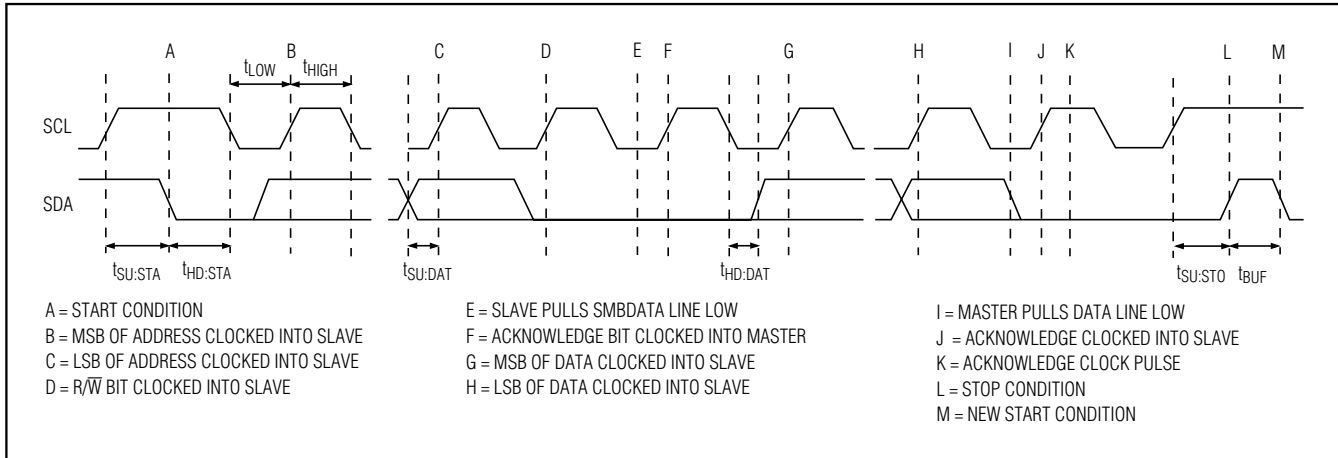 A B C D E F G H I J K L M
tLOW tHIGH
SCL
SDA
tSU:STA tHD:STA tSU:DAT tHD:DAT tSU:STO tBUF
A = START CONDITION
B = MSB OF ADDRESS CLOCKED INTO SLAVE
C = LSB OF ADDRESS CLOCKED INTO SLAVE
D = R/W̅ BIT CLOCKED INTO SLAVE
E = SLAVE PULLS SMBDATA LINE LOW
F = ACKNOWLEDGE BIT CLOCKED INTO MASTER
G = MSB OF DATA CLOCKED INTO SLAVE
H = LSB OF DATA CLOCKED INTO SLAVE
I = MASTER PULLS DATA LINE LOW
J = ACKNOWLEDGE CLOCKED INTO SLAVE
K = ACKNOWLEDGE CLOCK PULSE
L = STOP CONDITION
M = NEW START CONDITION